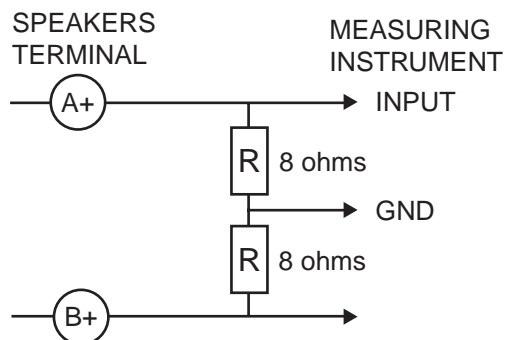 SPEAKERS
TERMINAL
MEASURING
INSTRUMENT
A+
INPUT
R 8 ohms
GND
R 8 ohms
B+